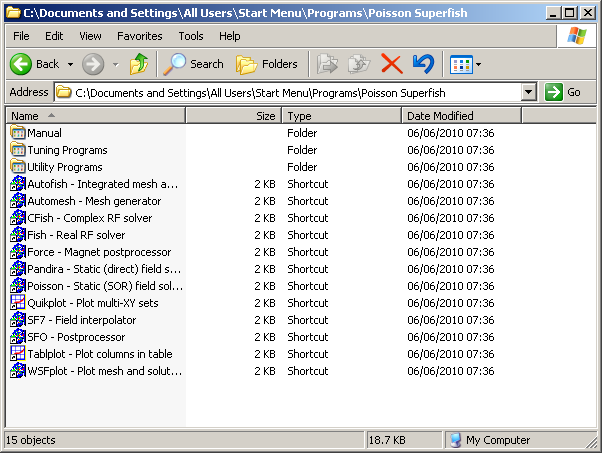 C:\Documents and Settings\All Users\Start Menu\Programs\Poisson Superfish
File Edit View Favorites Tools Help
Back Search Folders
Address C:\Documents and Settings\All Users\Start Menu\Programs\Poisson Superfish Go
Name Size Type Date Modified
Manual Folder 06/06/2010 07:36
Tuning Programs Folder 06/06/2010 07:36
Utility Programs Folder 06/06/2010 07:36
Autofish - Integrated mesh a... 2 KB Shortcut 06/06/2010 07:36
Automesh - Mesh generator 2 KB Shortcut 06/06/2010 07:36
CFish - Complex RF solver 2 KB Shortcut 06/06/2010 07:36
Fish - Real RF solver 2 KB Shortcut 06/06/2010 07:36
Force - Magnet postprocessor 2 KB Shortcut 06/06/2010 07:36
Pandira - Static (direct) field s... 2 KB Shortcut 06/06/2010 07:36
Poisson - Static (SOR) field sol... 2 KB Shortcut 06/06/2010 07:36
Quikplot - Plot multi-XY sets 2 KB Shortcut 06/06/2010 07:36
SF7 - Field interpolator 2 KB Shortcut 06/06/2010 07:36
SFO - Postprocessor 2 KB Shortcut 06/06/2010 07:36
Tablplot - Plot columns in table 2 KB Shortcut 06/06/2010 07:36
WSFplot - Plot mesh and solut... 2 KB Shortcut 06/06/2010 07:36
15 objects 18.7 KB My Computer